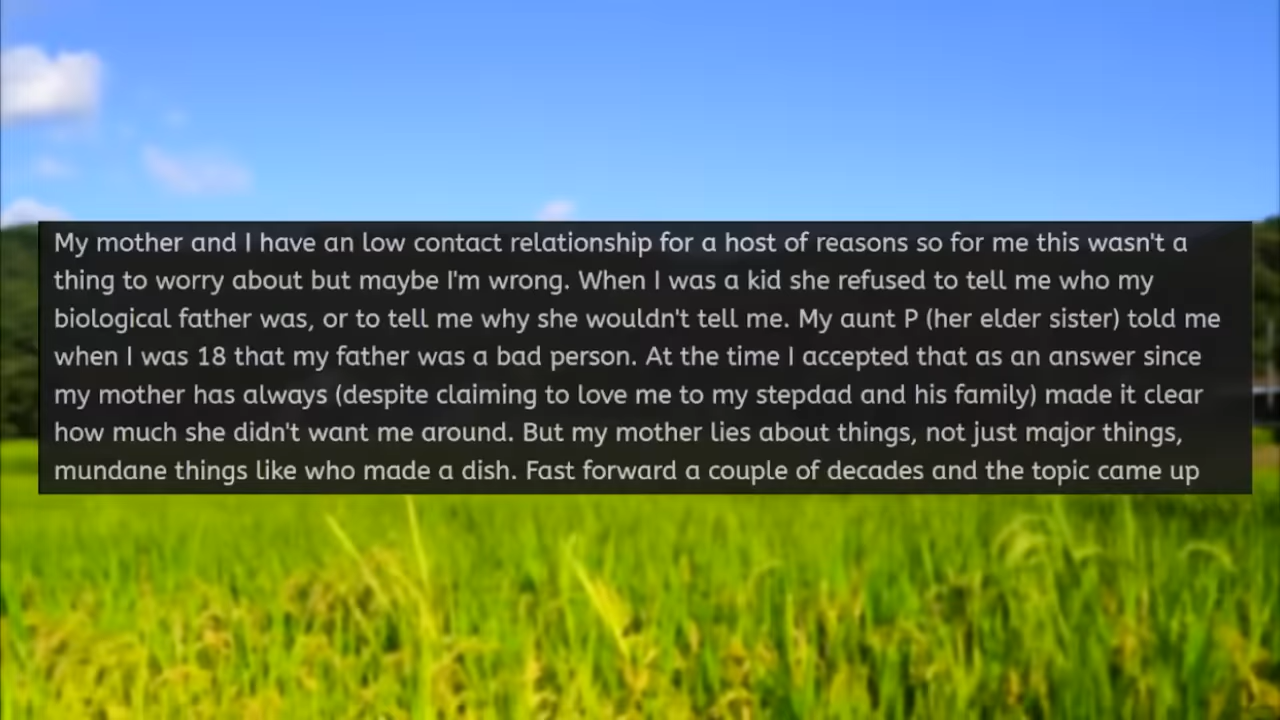 My mother and I have an low contact relationship for a host of reasons so for me this wasn't a
thing to worry about but maybe I'm wrong. When I was a kid she refused to tell me who my
biological father was, or to tell me why she wouldn't tell me. My aunt P (her elder sister) told me
when I was 18 that my father was a bad person. At the time I accepted that as an answer since
my mother has always (despite claiming to love me to my stepdad and his family) made it clear
how much she didn't want me around. But my mother lies about things, not just major things,
mundane things like who made a dish. Fast forward a couple of decades and the topic came up